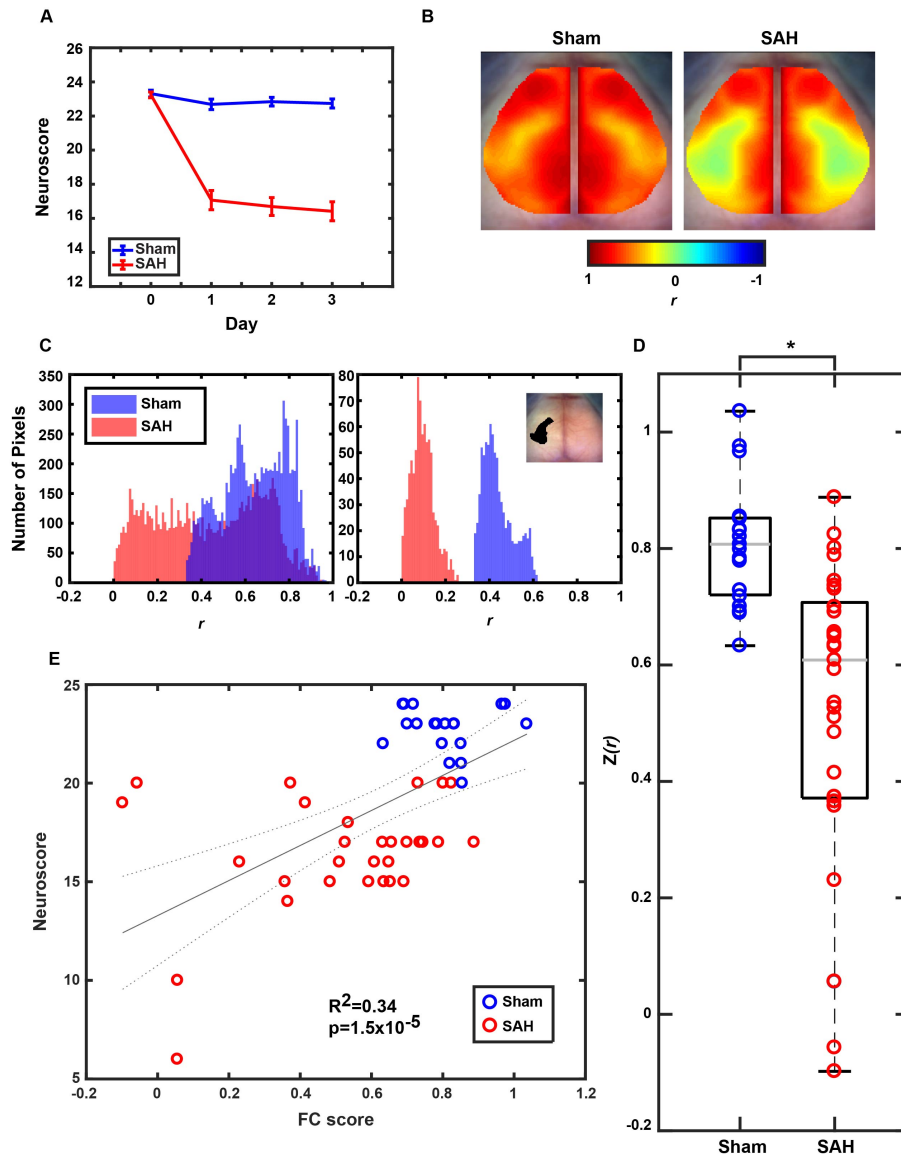 A
26
24
22
20
18
16
14
12
Neuroscore
Sham
SAH
0 1 2 3
Day
B
Sham SAH
1 0 -1
r
C
350
300
250
200
150
100
50
0
Number of Pixels
Sham
SAH
-0.2 0 0.2 0.4 0.6 0.8 1
r
80
70
60
50
40
30
20
10
0
-0.2 0 0.2 0.4 0.6 0.8 1
r
D
*
1
0.8
0.6
0.4
0.2
0
-0.2
Z(r)
Sham SAH
E
25
20
15
10
5
Neuroscore
R2=0.34
p=1.5x10-5
Sham
SAH
-0.2 0 0.2 0.4 0.6 0.8 1 1.2
FC score